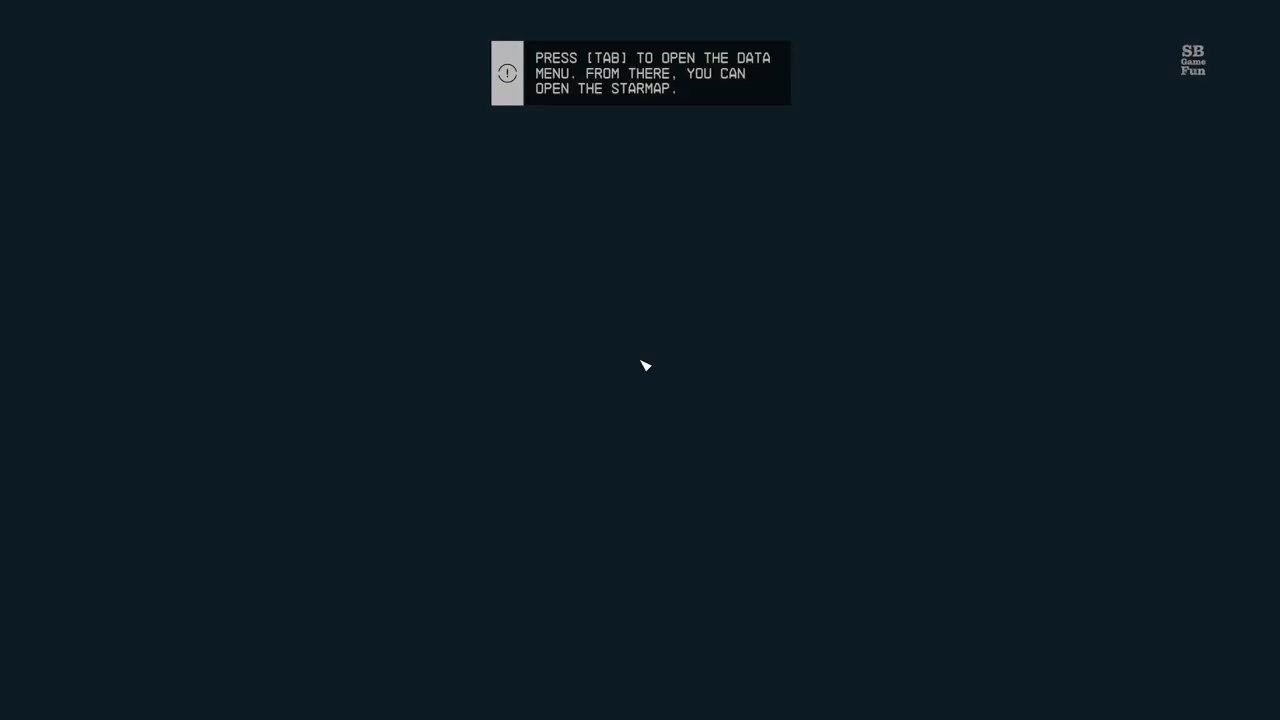 PRESS [TAB] TO OPEN THE DATA
MENU. FROM THERE, YOU CAN
OPEN THE STARMAP.
SB
Game
Fun